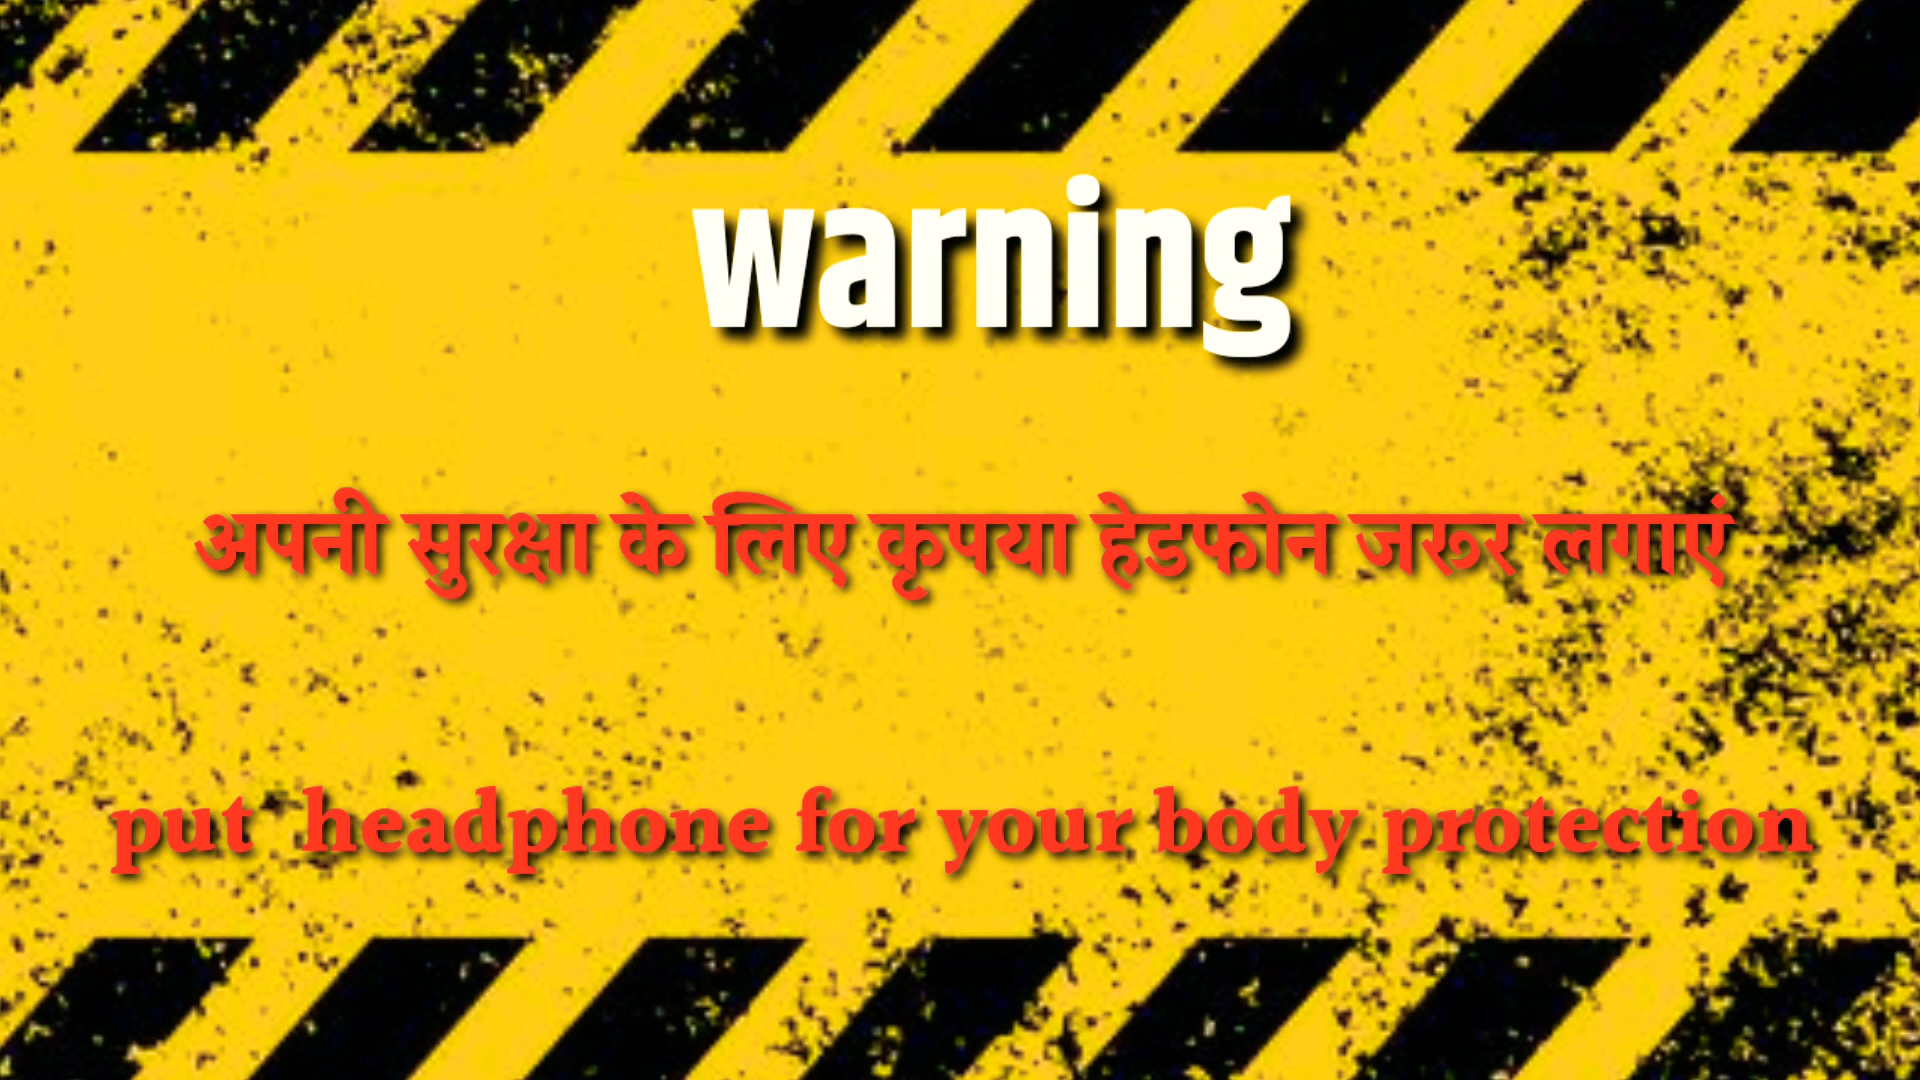 warning
अपनी सुरक्षा के लिए कृपया हेडफोन जरूर लगाएं
put headphone for your body protection